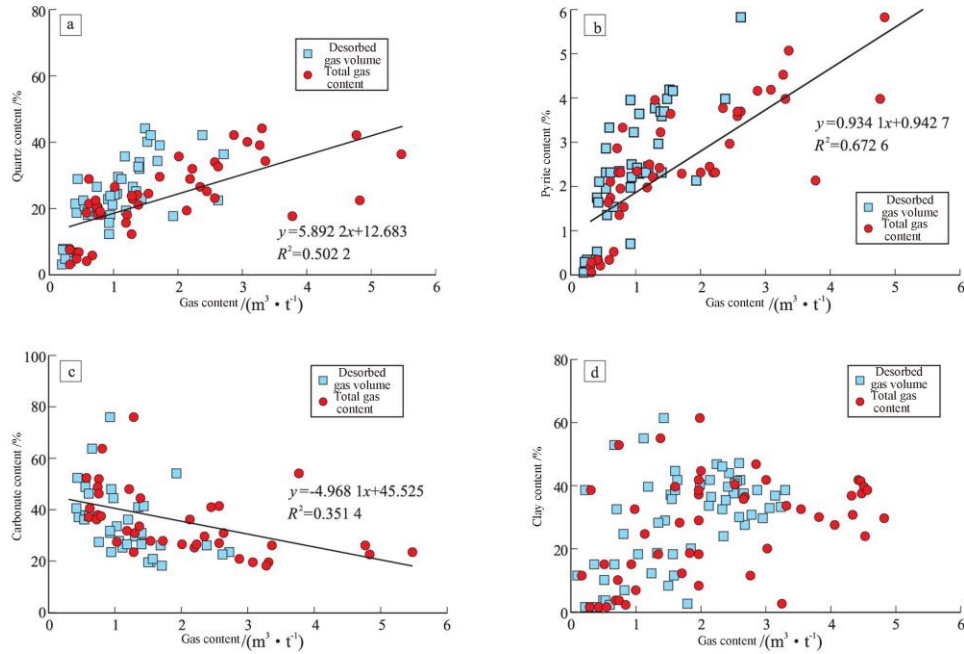 a
80
60
40
20
0
Quartz content /%
Desorbed
gas volume
Total gas
content
y=5.892 2x+12.683
R²=0.502 2
0 1 2 3 4 5 6
Gas content /(m³・t⁻¹)
b
6
5
4
3
2
1
0
Pyrite content /%
y=0.934 1x+0.942 7
R²=0.672 6
Desorbed
gas volume
Total gas
content
0 1 2 3 4 5 6
Gas content /(m³・t⁻¹)
c
100
80
60
40
20
0
Carbonate content /%
Desorbed
gas volume
Total gas
content
y=-4.968 1x+45.525
R²=0.351 4
0 1 2 3 4 5 6
Gas content /(m³・t⁻¹)
d
80
60
40
20
0
Clay content /%
Desorbed
gas volume
Total gas
content
0 1 2 3 4 5 6
Gas content /(m³・t⁻¹)